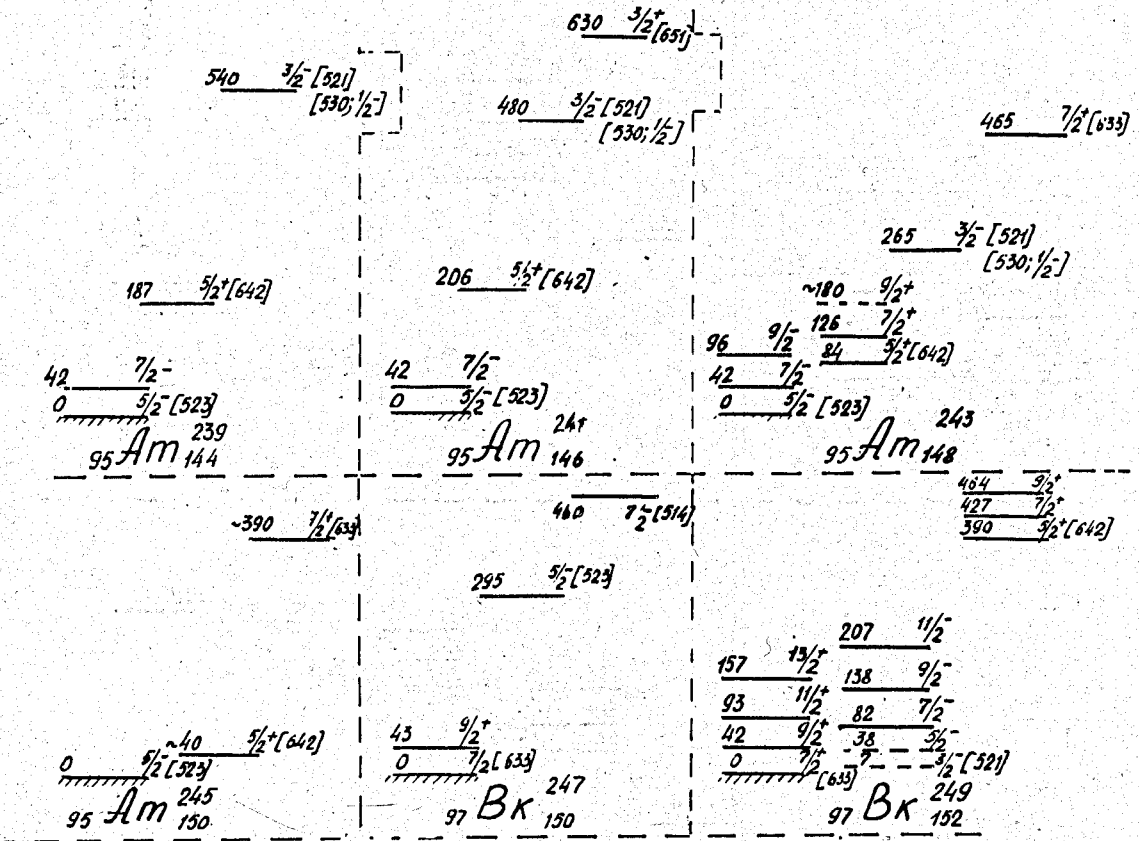 540 3/2⁻ [521]
[530; 1/2⁻]
187 5/2⁺ [642]
42 7/2⁻
0 5/2⁻ [523]
95 Am 239 144
630 3/2⁺ [651]
480 3/2⁻ [521]
[530; 1/2⁻]
206 5/2⁺ [642]
42 7/2⁻
0 5/2⁻ [523]
95 Am 241 146
465 7/2⁺ [633]
265 3/2⁻ [521]
[530; 1/2⁻]
~180 9/2⁺
126 7/2⁺
84 5/2⁺ [642]
96 9/2⁻
42 7/2⁻
0 5/2⁻ [523]
95 Am 243 148
~390 7/2⁺ [633]
~40 5/2⁺ [642]
0 5/2⁻ [523]
95 Am 245 150
460 7/2⁻ [514]
295 5/2⁻ [523]
43 9/2⁺
0 7/2⁺ [633]
97 Bk 247 150
464 9/2⁺
427 7/2⁺
390 5/2⁺ [642]
207 11/2⁻
138 9/2⁻
82 7/2⁻
38 5/2⁻
7 3/2⁻ [521]
157 13/2⁺
93 11/2⁺
42 9/2⁺
0 7/2⁺
[633]
97 Bk 249 152